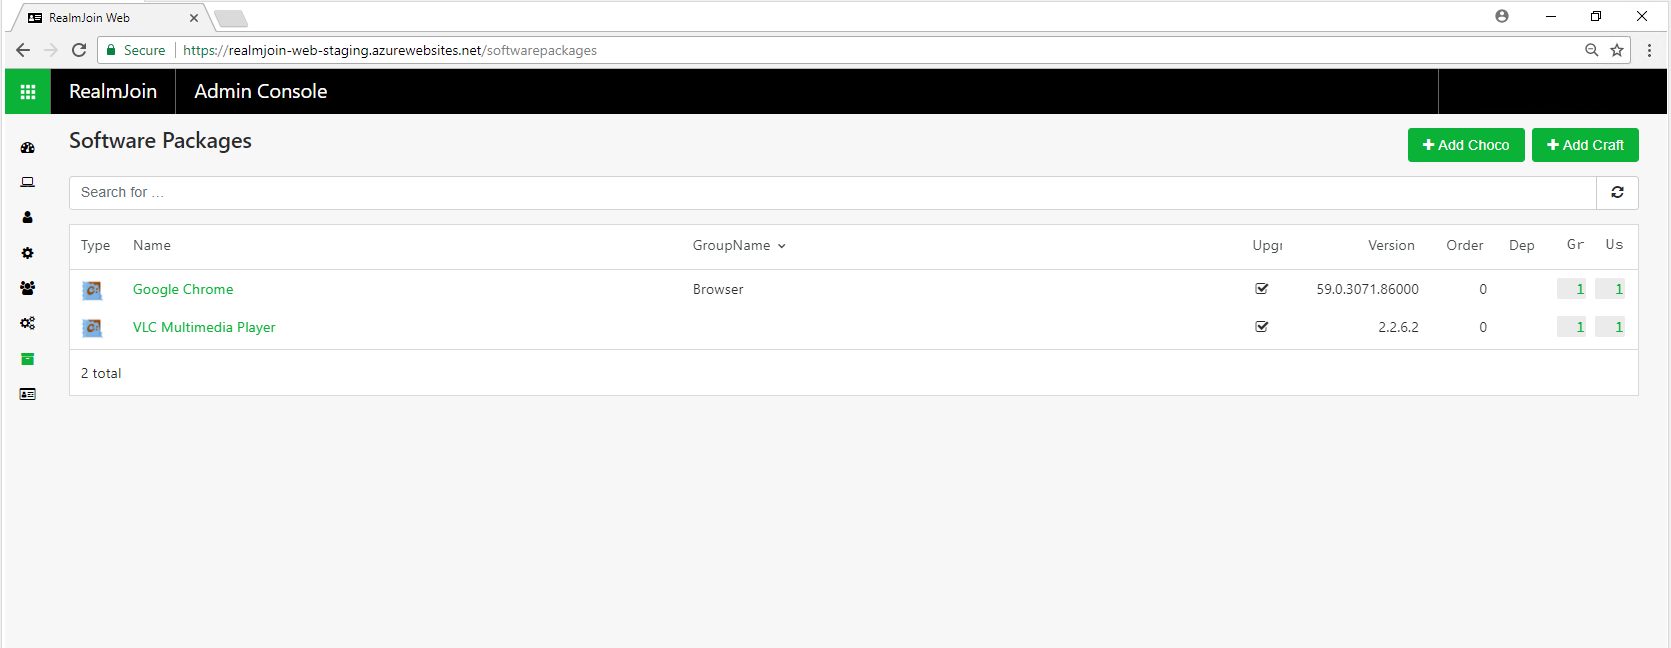 RealmJoin Web
Secure https://realmjoin-web-staging.azurewebsites.net/softwarepackages
RealmJoin Admin Console
Software Packages
Add Choco Add Craft
Search for ...
Type Name GroupName Upgr Version Order Dep Gr Us
Google Chrome Browser 59.0.3071.86000 0 1 1
VLC Multimedia Player 2.2.6.2 0 1 1
2 total